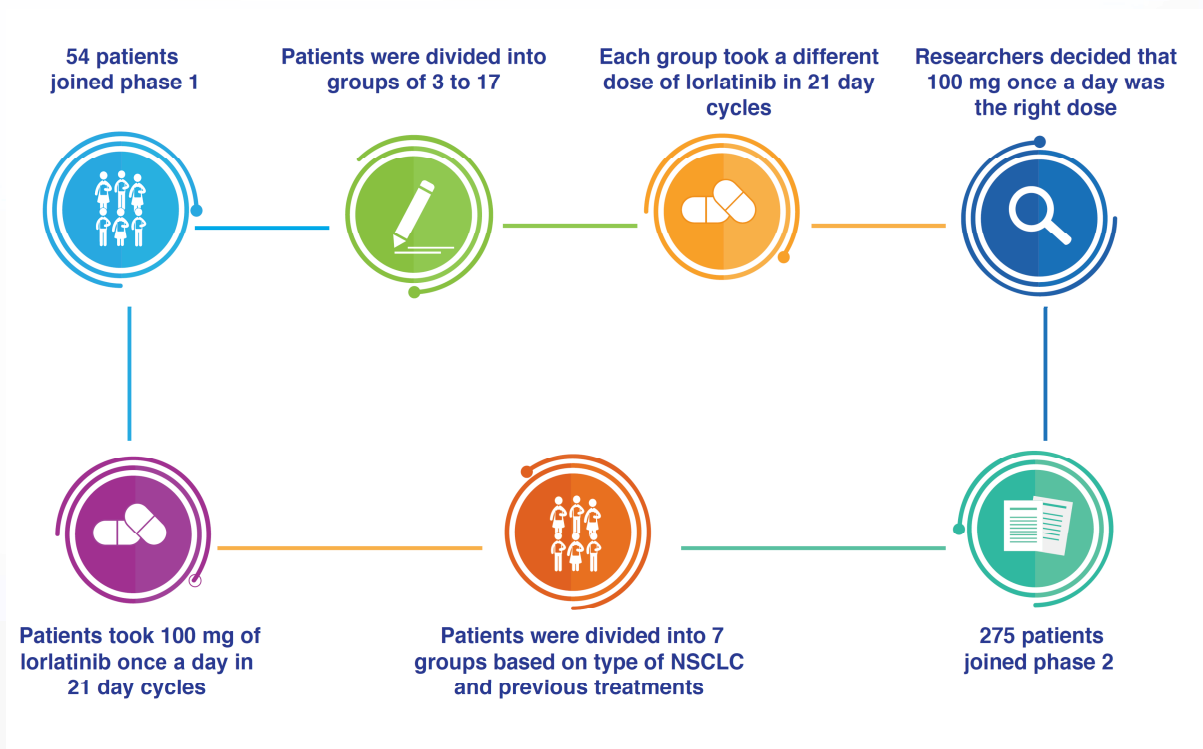 54 patients
joined phase 1
Patients were divided into
groups of 3 to 17
Each group took a different
dose of lorlatinib in 21 day
cycles
Researchers decided that
100 mg once a day was
the right dose
275 patients
joined phase 2
Patients were divided into 7
groups based on type of NSCLC
and previous treatments
Patients took 100 mg of
lorlatinib once a day in
21 day cycles